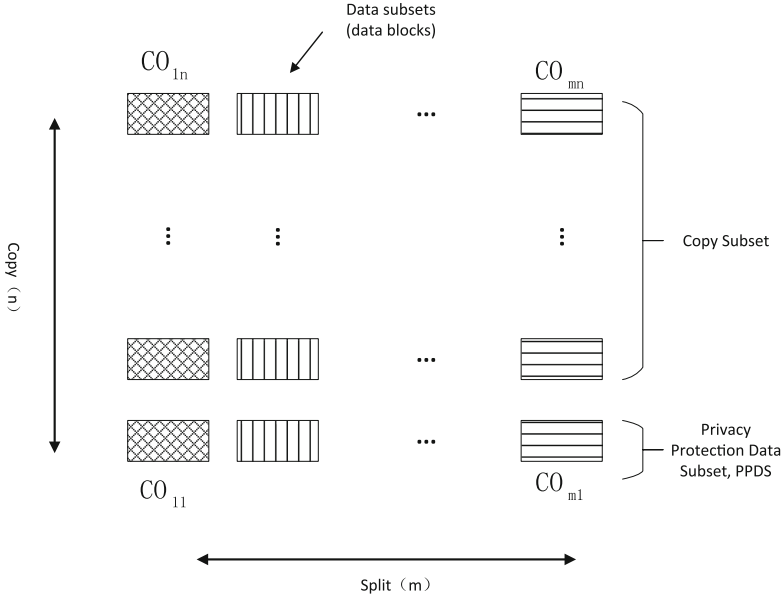 Data subsets
(data blocks)
CO1n
COmn
...
Copy（n）
Copy Subset
...
...
Privacy
Protection Data
Subset, PPDS
CO11
COm1
Split（m）